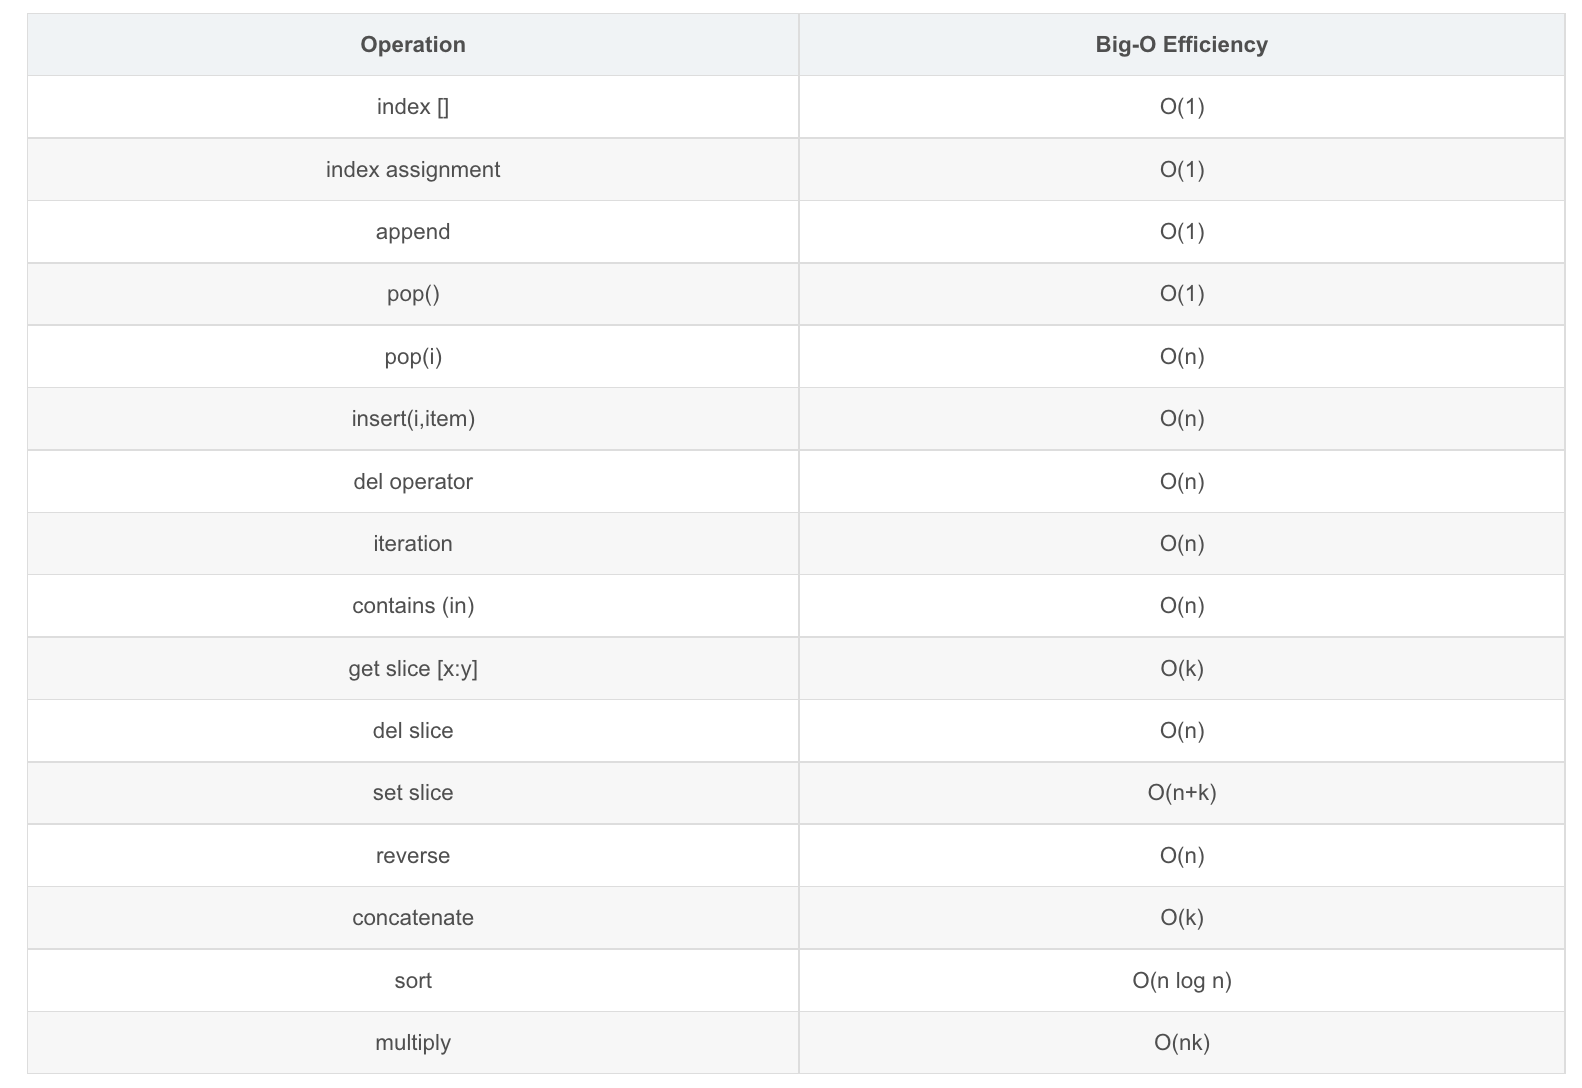 Operation Big-O Efficiency
index [] O(1)
index assignment O(1)
append O(1)
pop() O(1)
pop(i) O(n)
insert(i,item) O(n)
del operator O(n)
iteration O(n)
contains (in) O(n)
get slice [x:y] O(k)
del slice O(n)
set slice O(n+k)
reverse O(n)
concatenate O(k)
sort O(n log n)
multiply O(nk)